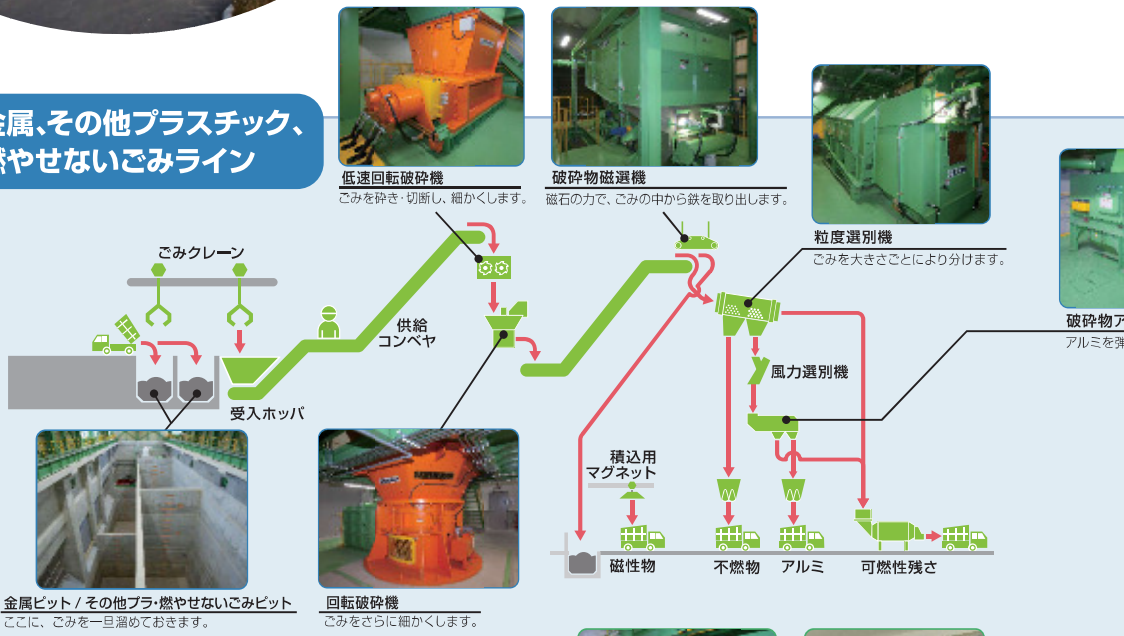 金属、その他プラスチック、
燃やせないごみライン
低速回転破砕機
ごみを砕き・切断し、細かくします。
破砕物磁選機
磁石の力で、ごみの中から鉄を取り出します。
粒度選別機
ごみを大きさごとにより分けます。
破砕物ア
アルミを弾
ごみクレーン
供給
コンベヤ
受入ホッパ
風力選別機
積込用
マグネット
磁性物
不燃物
アルミ
可燃性残さ
金属ピット / その他プラ・燃やせないごみピット
ここに、ごみを一旦溜めておきます。
回転破砕機
ごみをさらに細かくします。